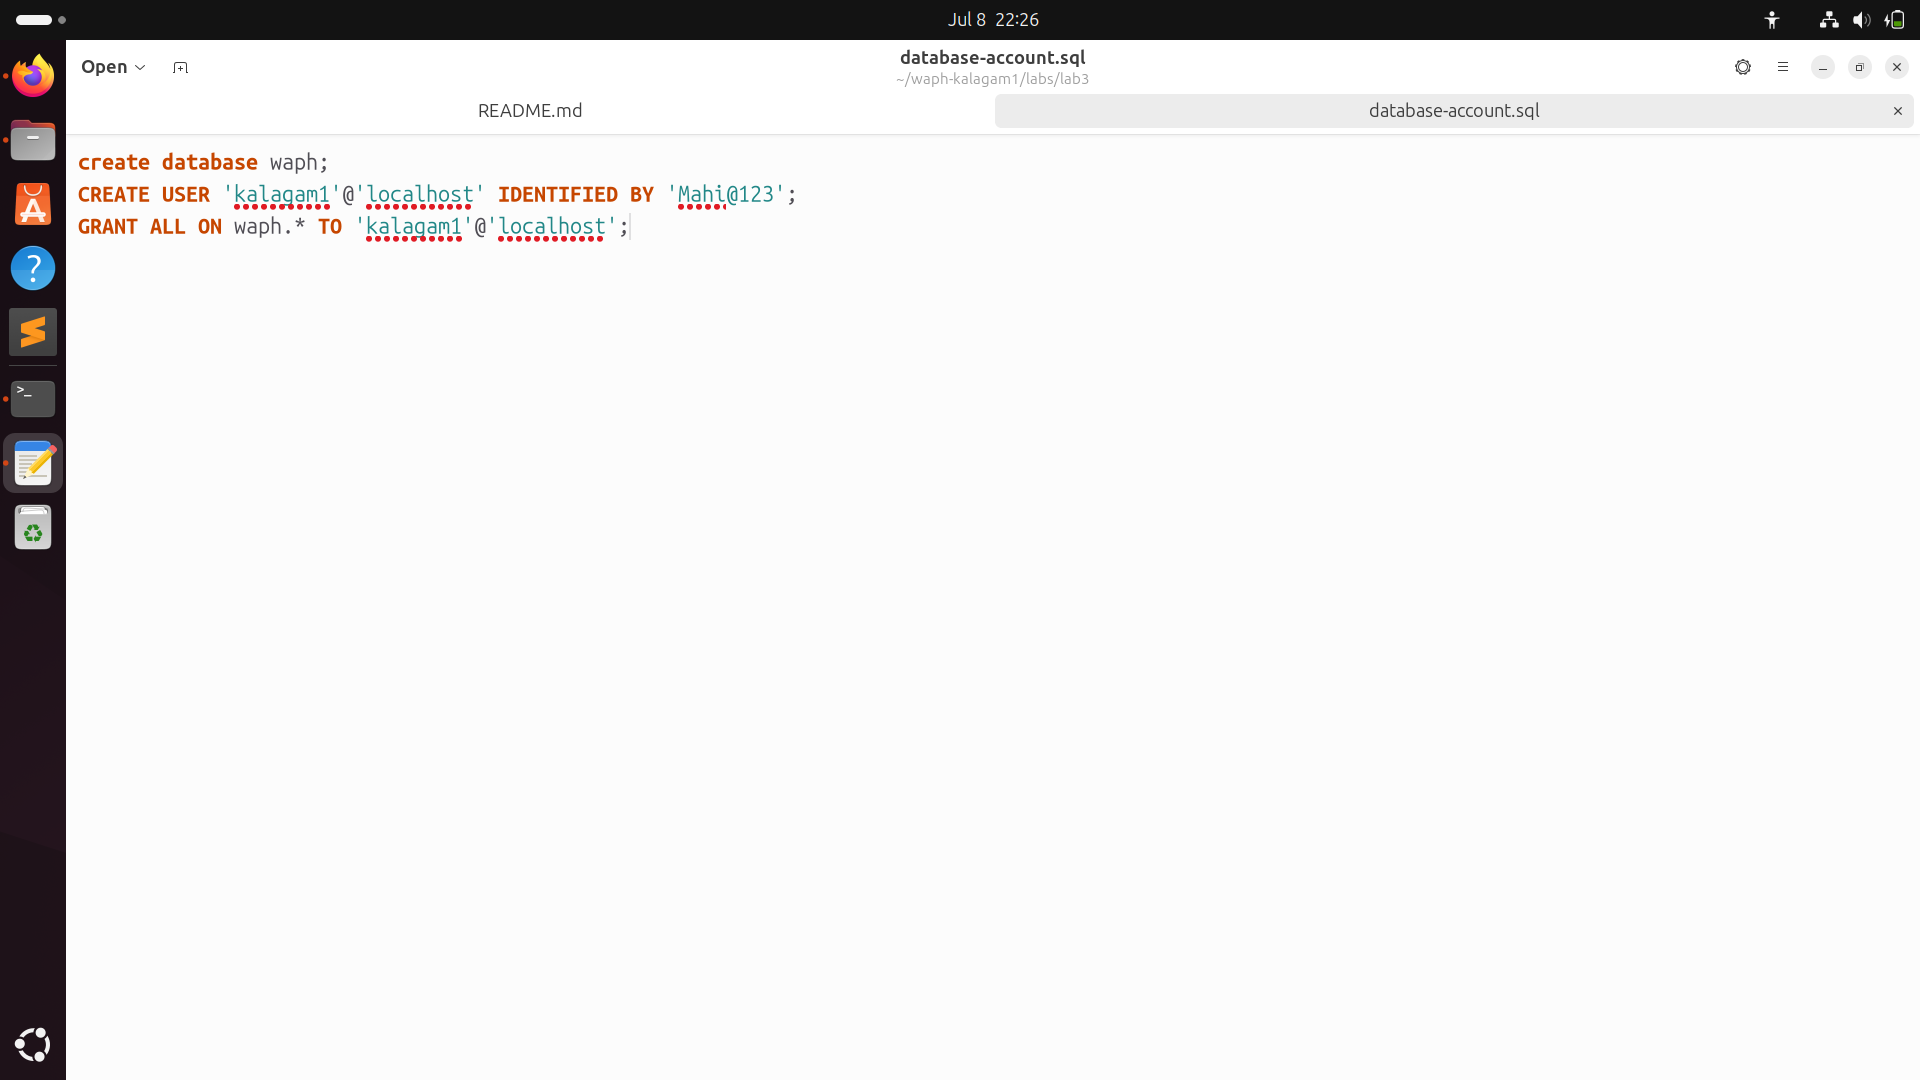 Jul 8 22:26
Open
database-account.sql
~/waph-kalagam1/labs/lab3
README.md
database-account.sql
create database waph;
CREATE USER 'kalagam1'@'localhost' IDENTIFIED BY 'Mahi@123';
GRANT ALL ON waph.* TO 'kalagam1'@'localhost';